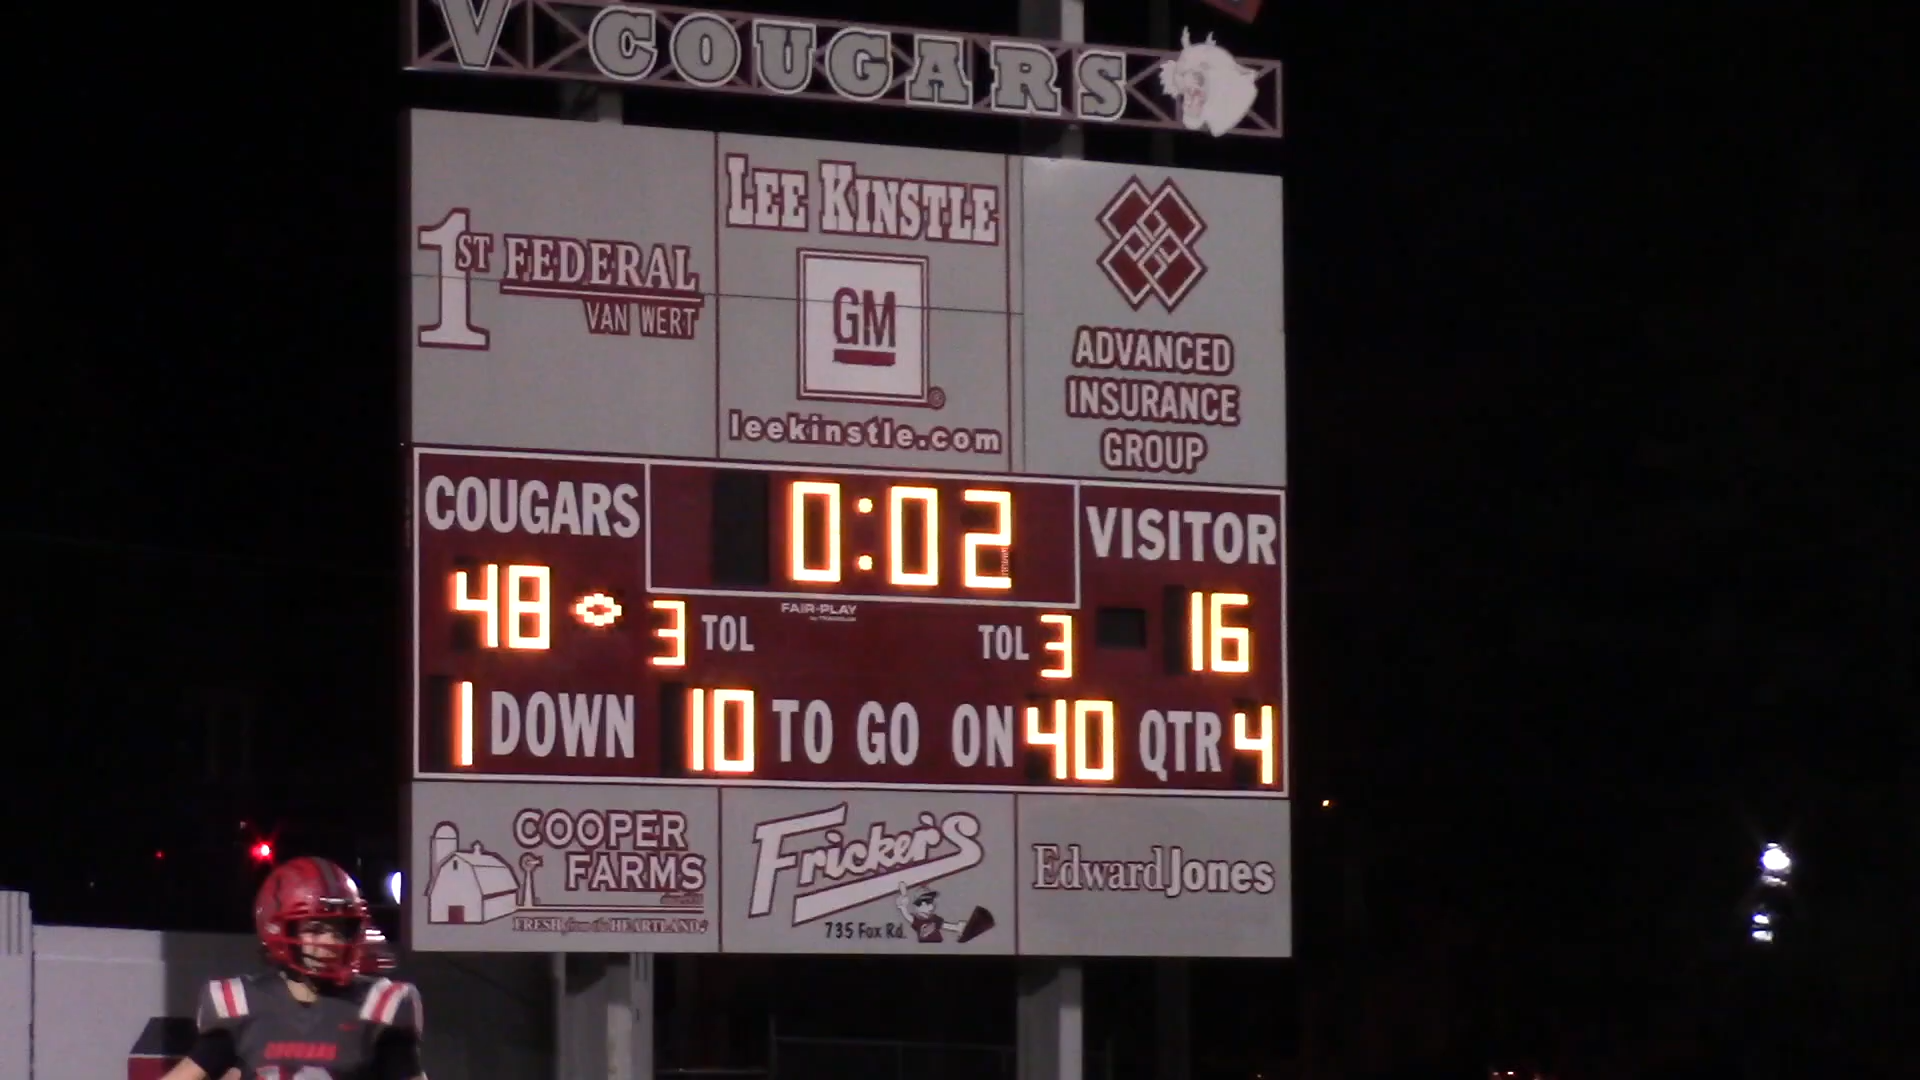 V COUGARS
1ST FEDERAL
VAN WERT
LEE KINSTLE
GM
®
leekinstle.com
ADVANCED
INSURANCE
GROUP
COUGARS
0:02
VISITOR
48 3 TOL
FAIR-PLAY
TOL 3 16
1 DOWN 10 TO GO ON 40 QTR 4
COOPER
FARMS
FRESH from the HEARTLAND
Fricker's
735 Fox Rd.
Edward Jones
COUGARS